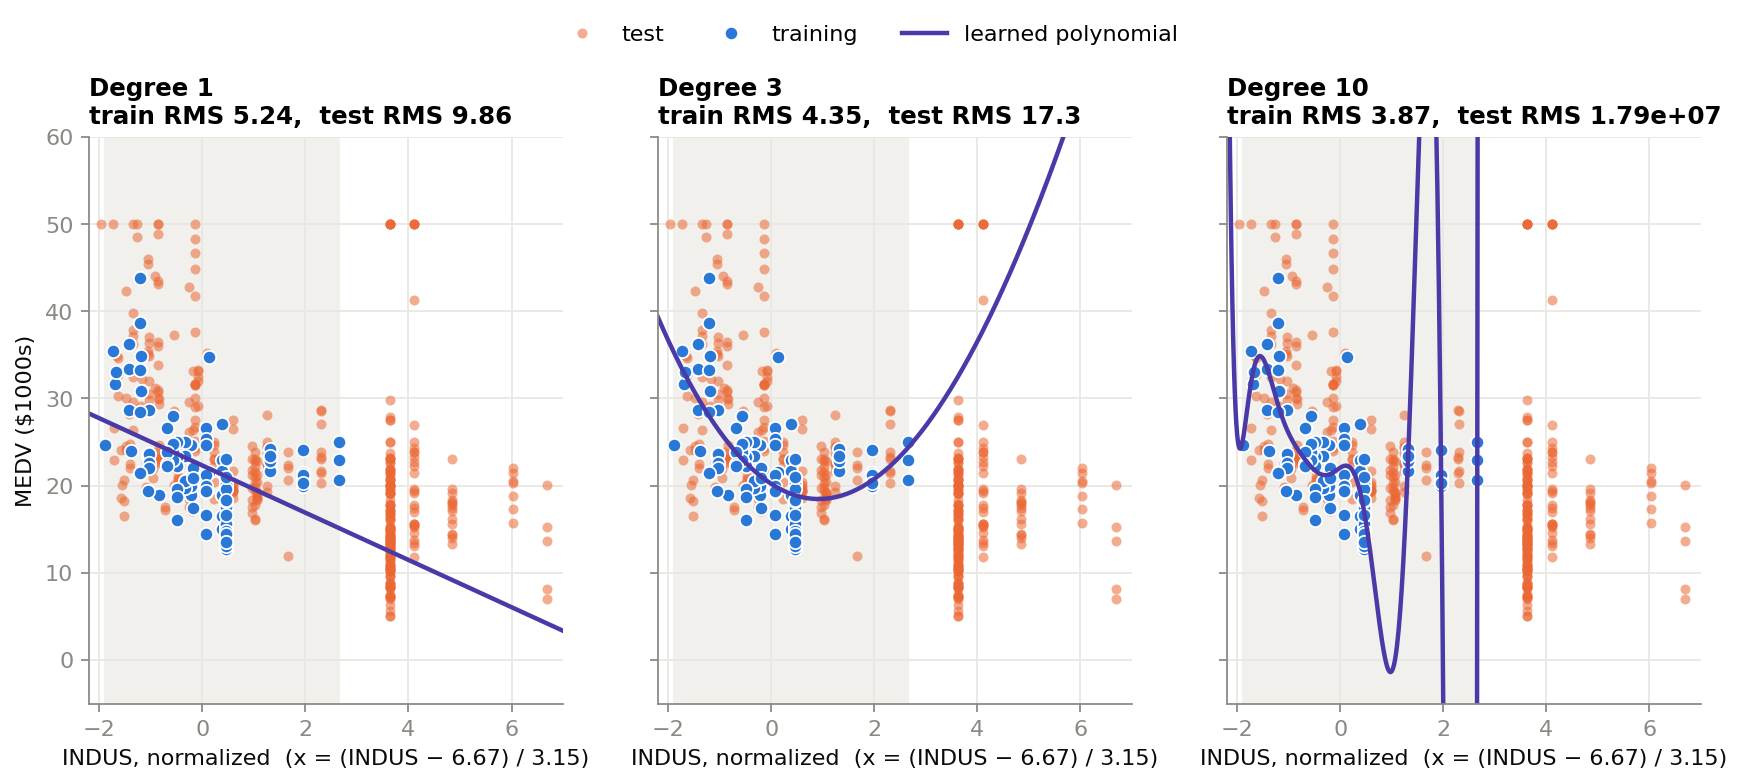 test training learned polynomial
Degree 1
train RMS 5.24, test RMS 9.86
Degree 3
train RMS 4.35, test RMS 17.3
Degree 10
train RMS 3.87, test RMS 1.79e+07
MEDV ($1000s)
60
50
40
30
20
10
0
−2 0 2 4 6
−2 0 2 4 6
−2 0 2 4 6
INDUS, normalized (x = (INDUS − 6.67) / 3.15)
INDUS, normalized (x = (INDUS − 6.67) / 3.15)
INDUS, normalized (x = (INDUS − 6.67) / 3.15)